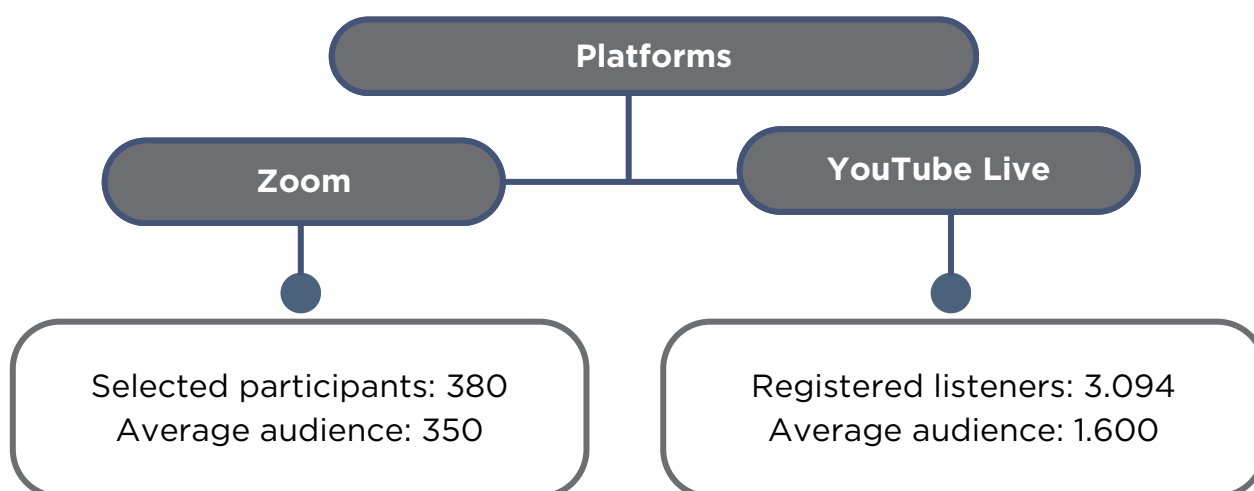 Platforms
Zoom
YouTube Live
Selected participants: 380
Average audience: 350
Registered listeners: 3.094
Average audience: 1.600